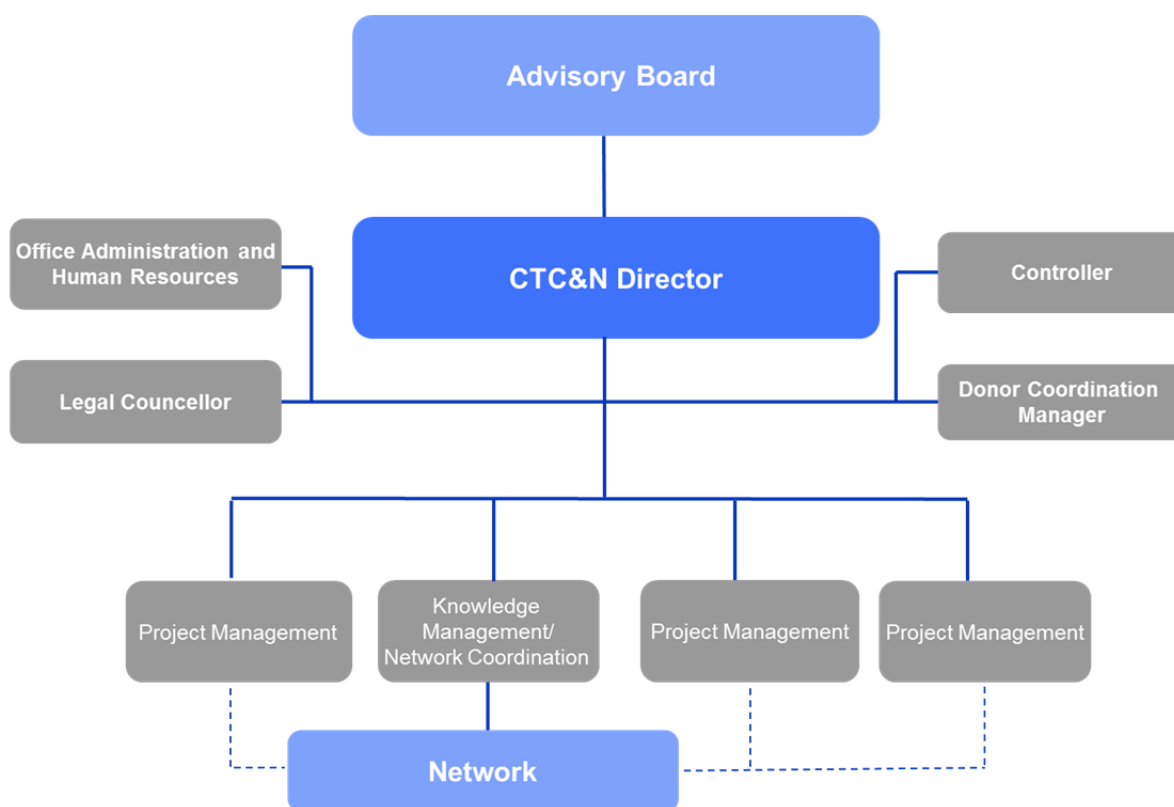 Advisory Board
Office Administration and
Human Resources
CTC&N Director
Controller
Legal Councellor
Donor Coordination
Manager
Project Management
Knowledge
Management/
Network Coordination
Project Management
Project Management
Network